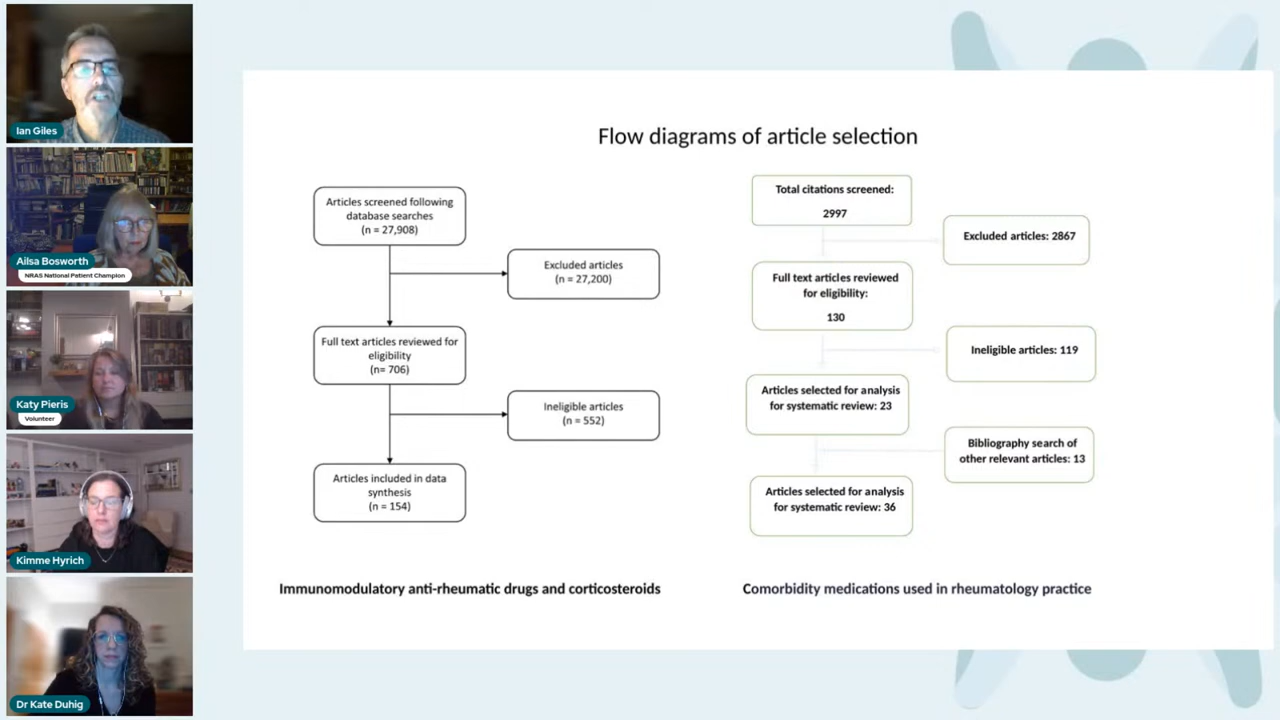 Ian Giles
Ailsa Bosworth
NRAS National Patient Champion
Katy Pieris
Volunteer
Kimme Hyrich
Dr Kate Duhig
Flow diagrams of article selection
Articles screened following
database searches
(n = 27,908)
Excluded articles
(n = 27,200)
Full text articles reviewed for
eligibility
(n= 706)
Ineligible articles
(n = 552)
Articles included in data
synthesis
(n = 154)
Immunomodulatory anti-rheumatic drugs and corticosteroids
Total citations screened:
2997
Excluded articles: 2867
Full text articles reviewed
for eligibility:
130
Ineligible articles: 119
Articles selected for analysis
for systematic review: 23
Bibliography search of
other relevant articles: 13
Articles selected for analysis
for systematic review: 36
Comorbidity medications used in rheumatology practice